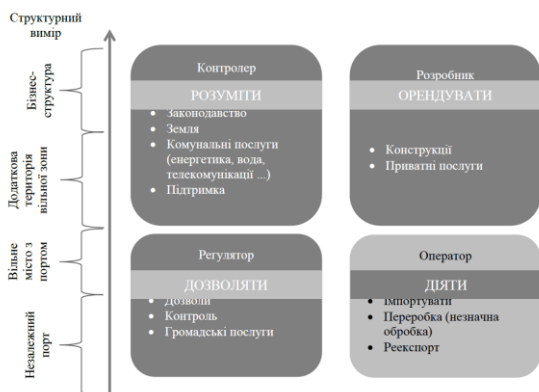 Структурний
вимір
Бізнес-
структура
Додаткова
територія
вільної зони
Вільне
місто з
портом
Незалежний
порт
Контролер
РОЗУМІТИ
• Законодавство
• Земля
• Комунальні послуги
(енергетика, вода,
телекомунікації ...)
• Підтримка
Розробник
ОРЕНДУВАТИ
• Конструкції
• Приватні послуги
Регулятор
ДОЗВОЛЯТИ
• Дозволи
• Контроль
• Громадські послуги
Оператор
ДІЯТИ
• Імпортувати
• Переробка (незначна
обробка)
• Реекспорт